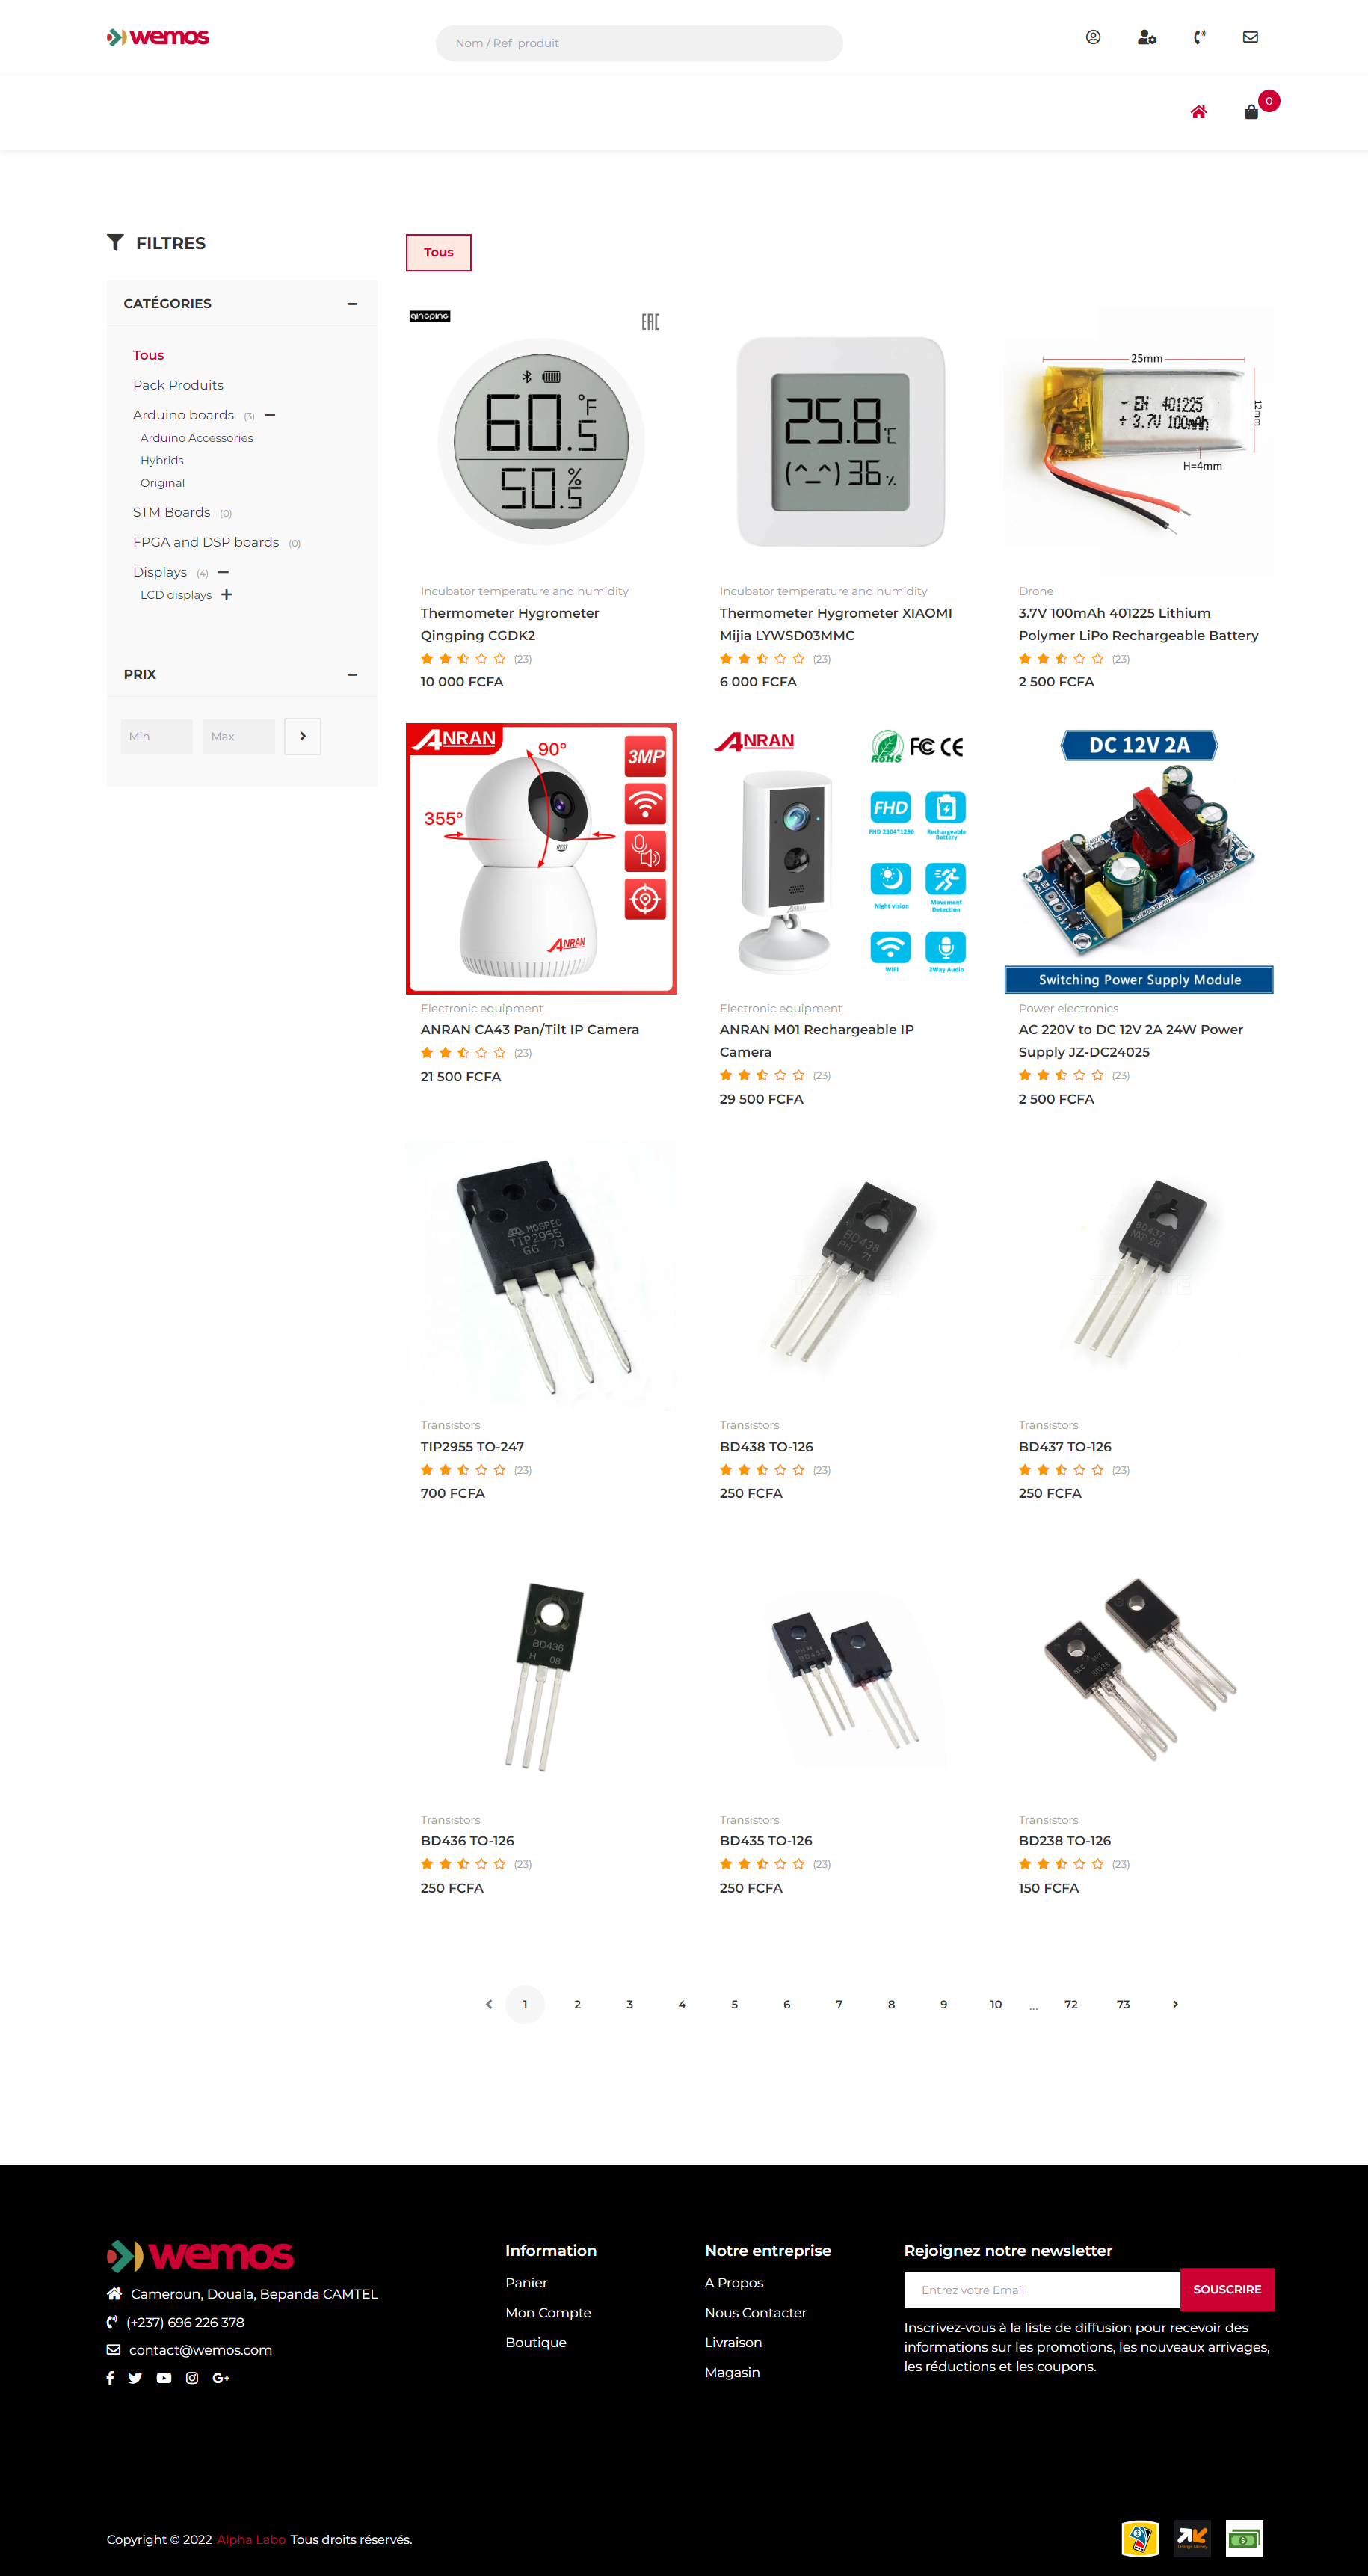 wemos
Nom / Ref produit
0
FILTRES
Tous
CATÉGORIES
Tous
Pack Produits
Arduino boards (3)
Arduino Accessories
Hybrids
Original
STM Boards (0)
FPGA and DSP boards (0)
Displays (4)
LCD displays
PRIX
Min
Max
qingping
EAC
60.5 °F
50.5 %
25.8 °C
(^_^) 36 %
25mm
12mm
EN 401225
+ 3.7V 100mAh
H=4mm
Incubator temperature and humidity
Thermometer Hygrometer
Qingping CGDK2
(23)
10 000 FCFA
Incubator temperature and humidity
Thermometer Hygrometer XIAOMI
Mijia LYWSD03MMC
(23)
6 000 FCFA
Drone
3.7V 100mAh 401225 Lithium
Polymer LiPo Rechargeable Battery
(23)
2 500 FCFA
ANRAN
90°
355°
3MP
ANRAN
ANRAN
RoHS
FC CE
FHD
FHD 2304*1296
Rechargeable
Battery
Night vision
Movement
Detection
WIFI
2Way Audio
ANRAN
DC 12V 2A
Switching Power Supply Module
Electronic equipment
ANRAN CA43 Pan/Tilt IP Camera
(23)
21 500 FCFA
Electronic equipment
ANRAN M01 Rechargeable IP
Camera
(23)
29 500 FCFA
Power electronics
AC 220V to DC 12V 2A 24W Power
Supply JZ-DC24025
(23)
2 500 FCFA
MOSPEC
TIP2955
GG 7J
BD438
PH 71
BD437
NXP 28
Transistors
TIP2955 TO-247
(23)
700 FCFA
Transistors
BD438 TO-126
(23)
250 FCFA
Transistors
BD437 TO-126
(23)
250 FCFA
BD436
H 08
BD435
Transistors
BD436 TO-126
(23)
250 FCFA
Transistors
BD435 TO-126
(23)
250 FCFA
Transistors
BD238 TO-126
(23)
150 FCFA
1 2 3 4 5 6 7 8 9 10 ... 72 73
wemos
Cameroun, Douala, Bepanda CAMTEL
(+237) 696 226 378
contact@wemos.com
Information
Panier
Mon Compte
Boutique
Notre entreprise
A Propos
Nous Contacter
Livraison
Magasin
Rejoignez notre newsletter
Entrez votre Email
SOUSCRIRE
Inscrivez-vous à la liste de diffusion pour recevoir des
informations sur les promotions, les nouveaux arrivages,
les réductions et les coupons.
Copyright © 2022 Alpha Labo Tous droits réservés.
Orange Money